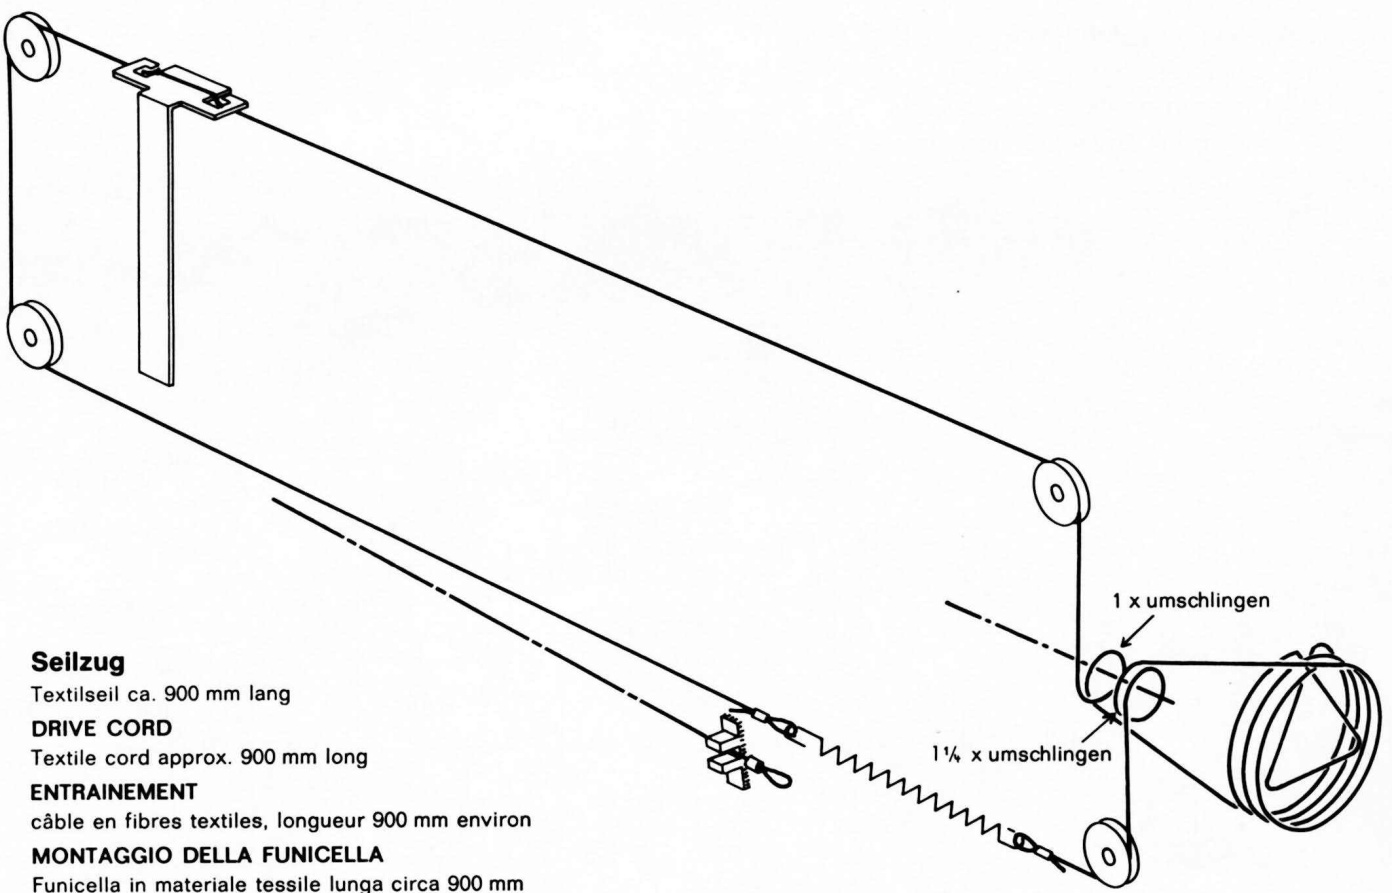 1 x umschlingen
1¼ x umschlingen
Seilzug
Textilseil ca. 900 mm lang
DRIVE CORD
Textile cord approx. 900 mm long
ENTRAINEMENT
câble en fibres textiles, longueur 900 mm environ
MONTAGGIO DELLA FUNICELLA
Funicella in materiale tessile lunga circa 900 mm